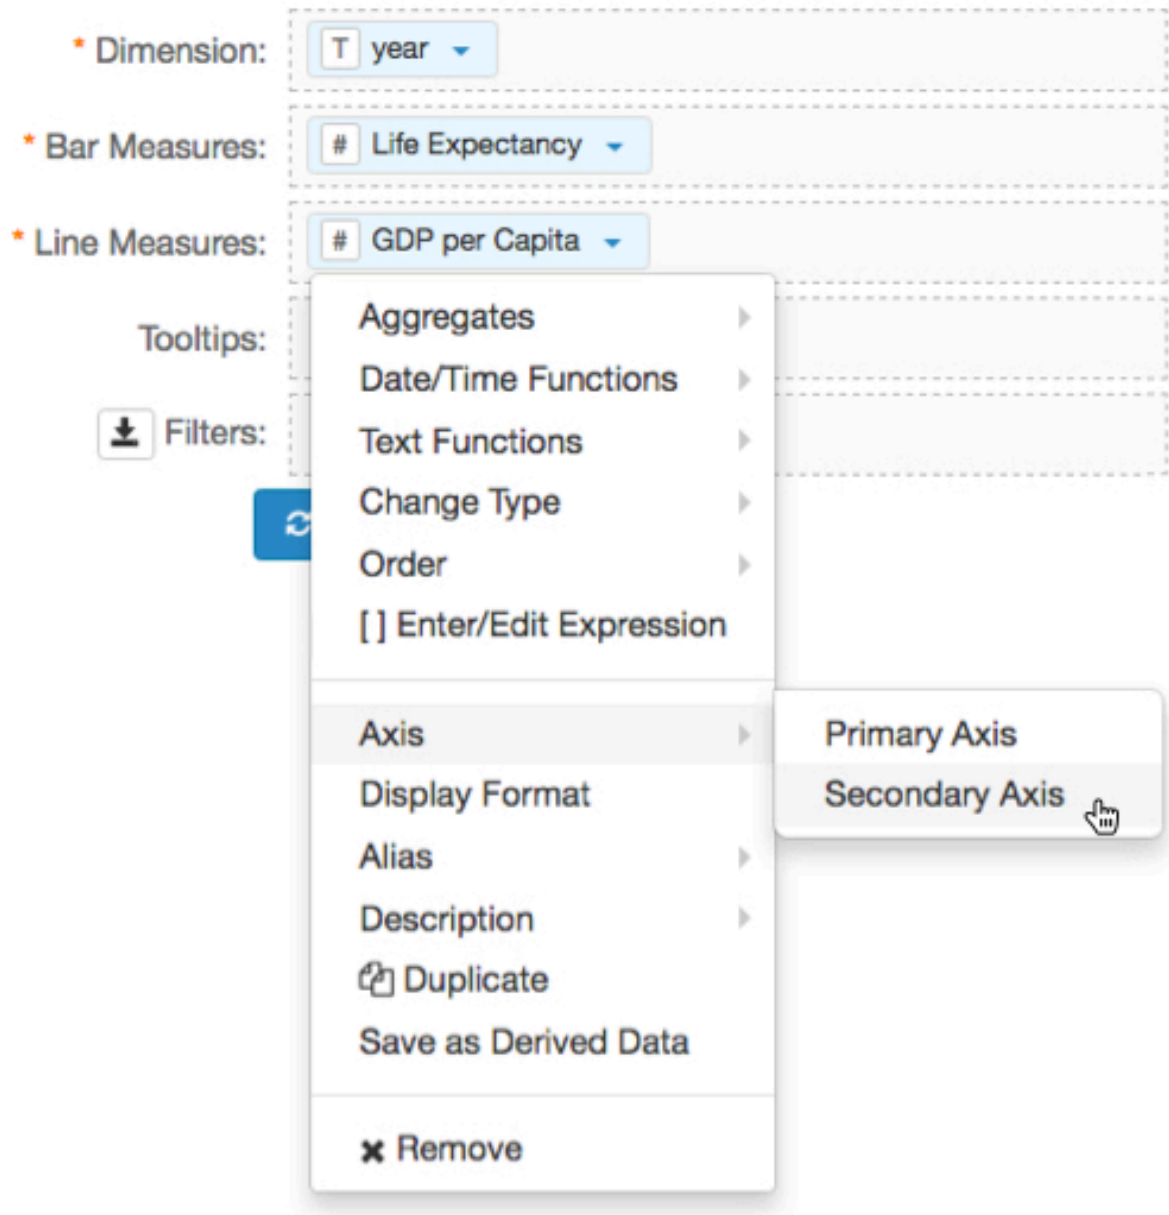 * Dimension:
T year
* Bar Measures:
# Life Expectancy
* Line Measures:
# GDP per Capita
Tooltips:
Filters:
Aggregates
Date/Time Functions
Text Functions
Change Type
Order
[ ] Enter/Edit Expression
Axis
Primary Axis
Secondary Axis
Display Format
Alias
Description
Duplicate
Save as Derived Data
Remove